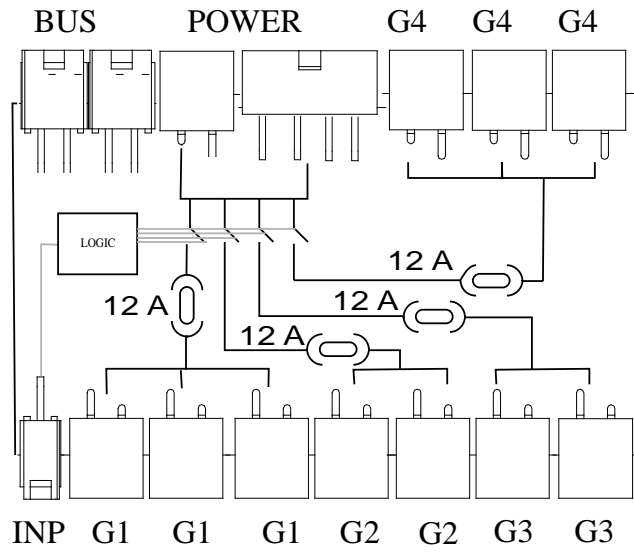 BUS POWER G4 G4 G4
LOGIC
12 A
12 A
12 A
12 A
INP G1 G1 G1 G2 G2 G3 G3